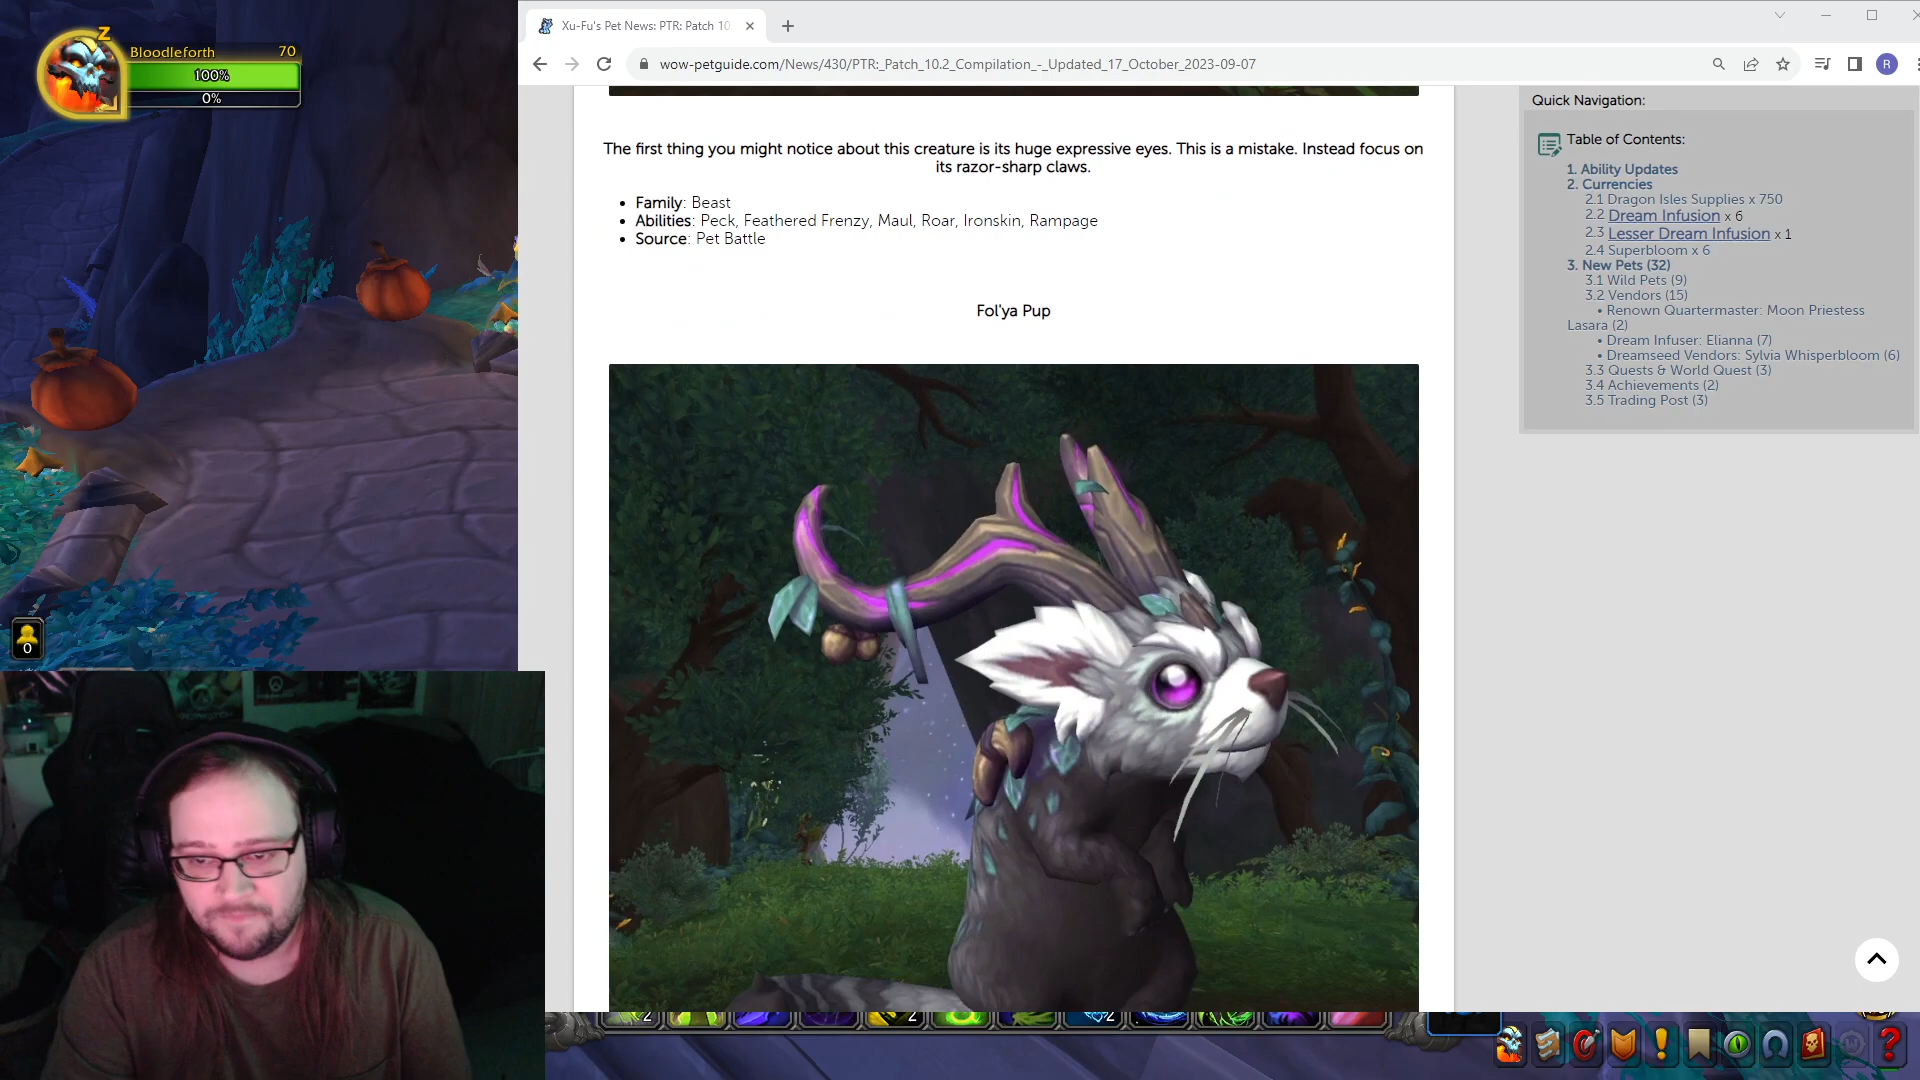 Z
Bloodleforth 70
100%
0%
0
Xu-Fu's Pet News: PTR: Patch 10
wow-petguide.com/News/430/PTR:_Patch_10.2_Compilation_-_Updated_17_October_2023-09-07
R
The first thing you might notice about this creature is its huge expressive eyes. This is a mistake. Instead focus on
its razor-sharp claws.
• Family: Beast
• Abilities: Peck, Feathered Frenzy, Maul, Roar, Ironskin, Rampage
• Source: Pet Battle
Fol'ya Pup
Quick Navigation:
Table of Contents:
1. Ability Updates
2. Currencies
2.1 Dragon Isles Supplies x 750
2.2 Dream Infusion x 6
2.3 Lesser Dream Infusion x 1
2.4 Superbloom x 6
3. New Pets (32)
3.1 Wild Pets (9)
3.2 Vendors (15)
• Renown Quartermaster: Moon Priestess
Lasara (2)
• Dream Infuser: Elianna (7)
• Dreamseed Vendors: Sylvia Whisperbloom (6)
3.3 Quests & World Quest (3)
3.4 Achievements (2)
3.5 Trading Post (3)
2 2 2